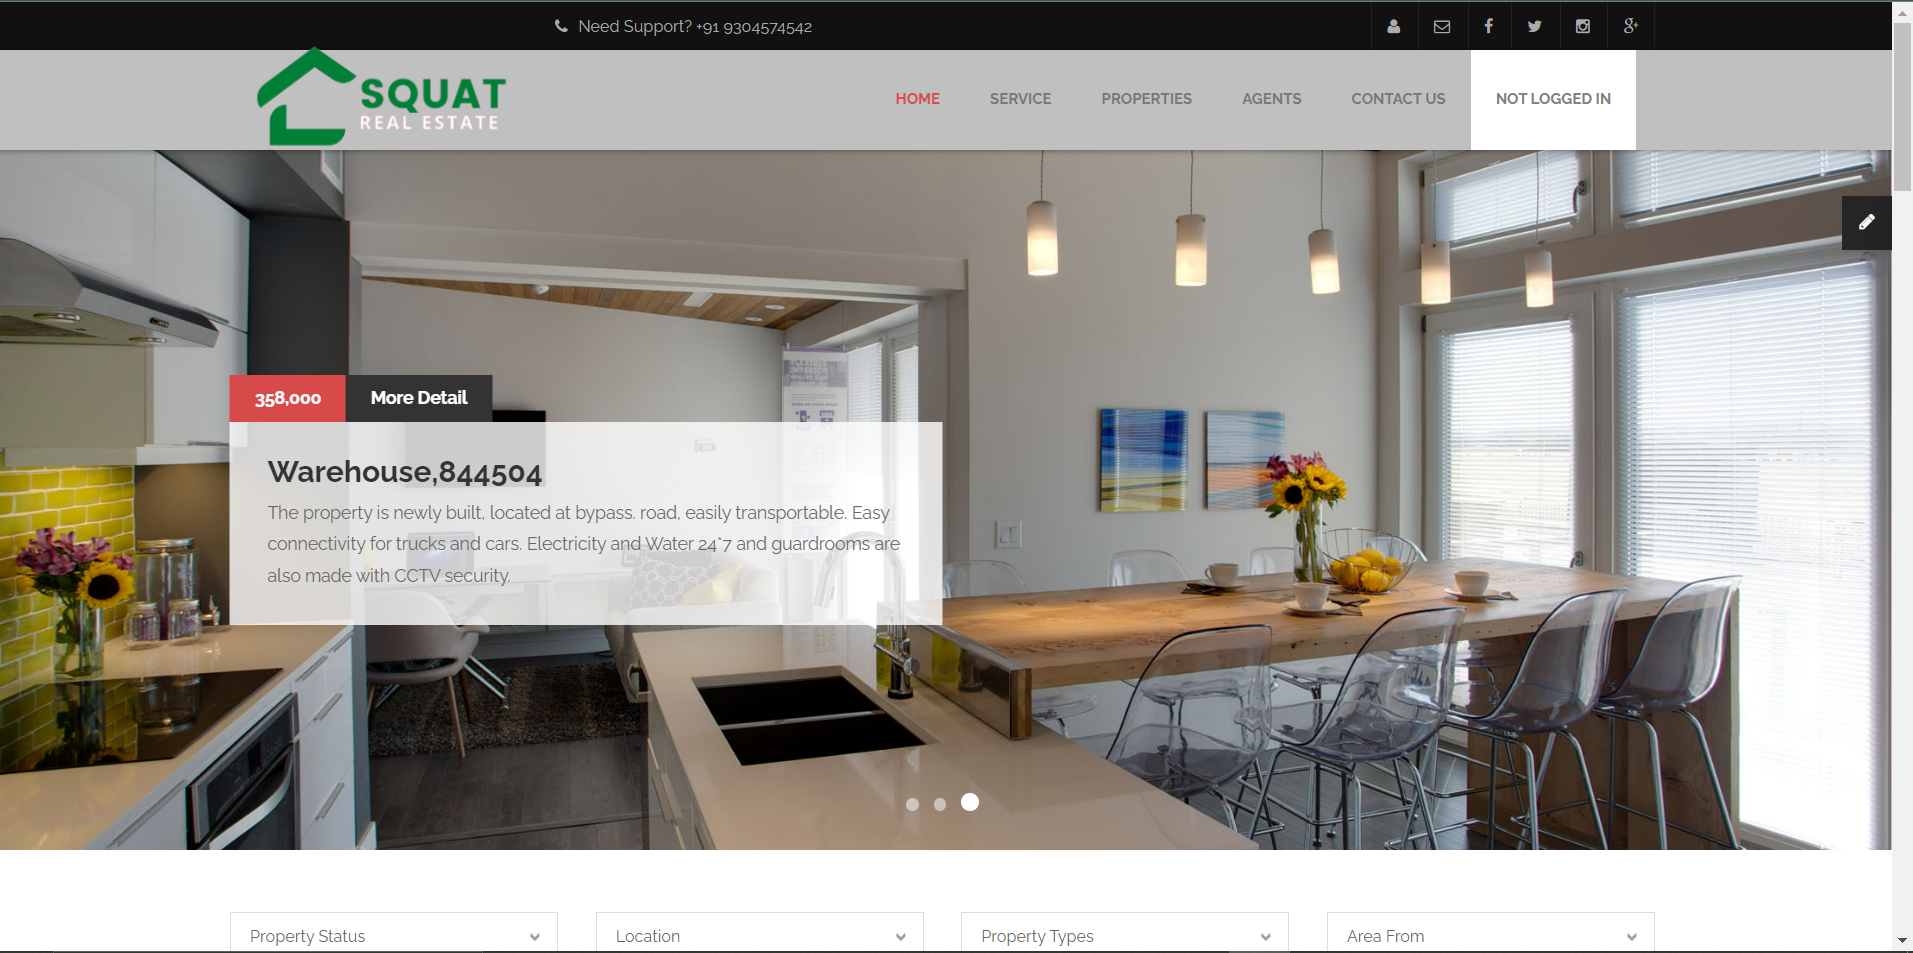 Need Support? +91 9304574542
SQUAT
REAL ESTATE
HOME
SERVICE
PROPERTIES
AGENTS
CONTACT US
NOT LOGGED IN
358,000
More Detail
Warehouse,844504
The property is newly built, located at bypass. road, easily transportable. Easy
connectivity for trucks and cars. Electricity and Water 24*7 and guardrooms are
also made with CCTV security.
Property Status
Location
Property Types
Area From